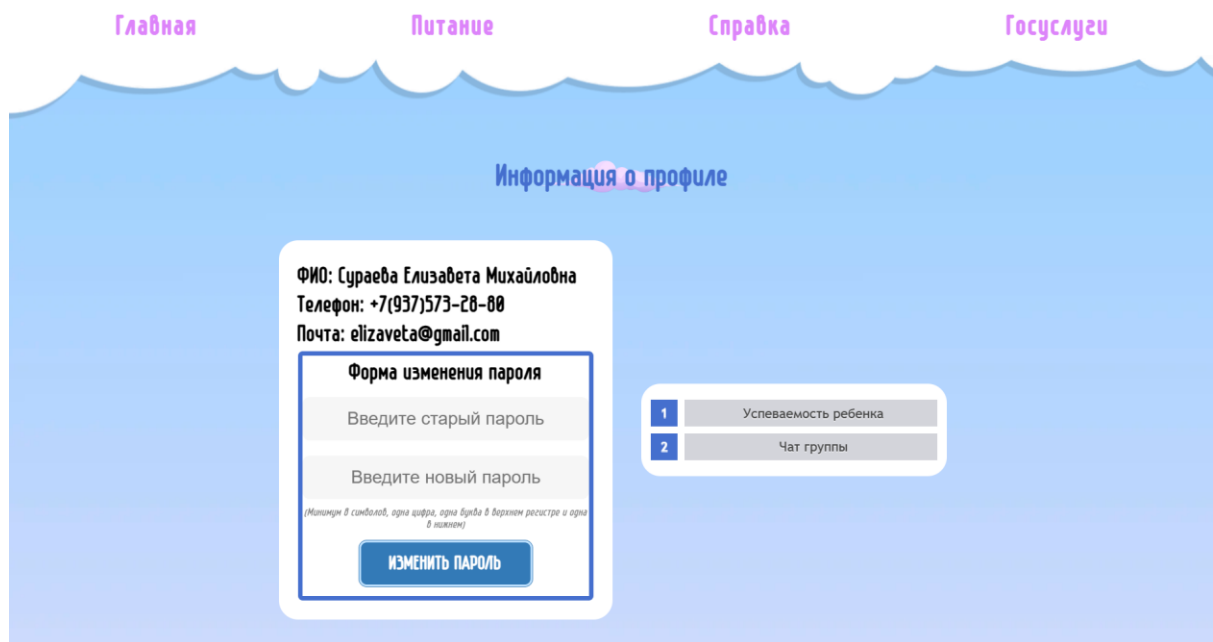 Главная Питание Справка Госуслуги
Информация о профиле
ФИО: Сураева Елизавета Михайловна
Телефон: +7(937)573-28-80
Почта: elizaveta@gmail.com
Форма изменения пароля
Введите старый пароль
Введите новый пароль
(Минимум 8 символов, одна цифра, одна буква в верхнем регистре и одна
в нижнем)
ИЗМЕНИТЬ ПАРОЛЬ
1 Успеваемость ребенка
2 Чат группы